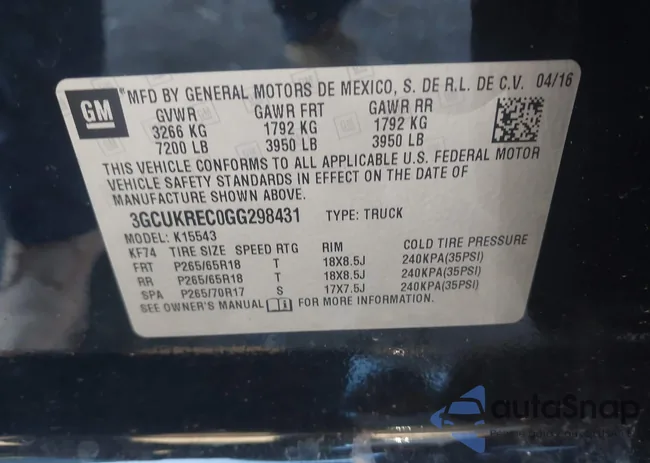 GM
MFD BY GENERAL MOTORS DE MEXICO, S. DE R.L. DE C.V. 04/16
GVWR GAWR FRT GAWR RR
3266 KG 1792 KG 1792 KG
7200 LB 3950 LB 3950 LB
THIS VEHICLE CONFORMS TO ALL APPLICABLE U.S. FEDERAL MOTOR
VEHICLE SAFETY STANDARDS IN EFFECT ON THE DATE OF
MANUFACTURE SHOWN ABOVE.
3GCUKREC0GG298431 TYPE: TRUCK
MODEL: K15543
KF74 TIRE SIZE SPEED RTG RIM COLD TIRE PRESSURE
FRT P265/65R18 T 18X8.5J 240KPA(35PSI)
RR P265/65R18 T 18X8.5J 240KPA(35PSI)
SPA P265/70R17 S 17X7.5J 240KPA(35PSI)
SEE OWNER'S MANUAL FOR MORE INFORMATION.
autoSnap